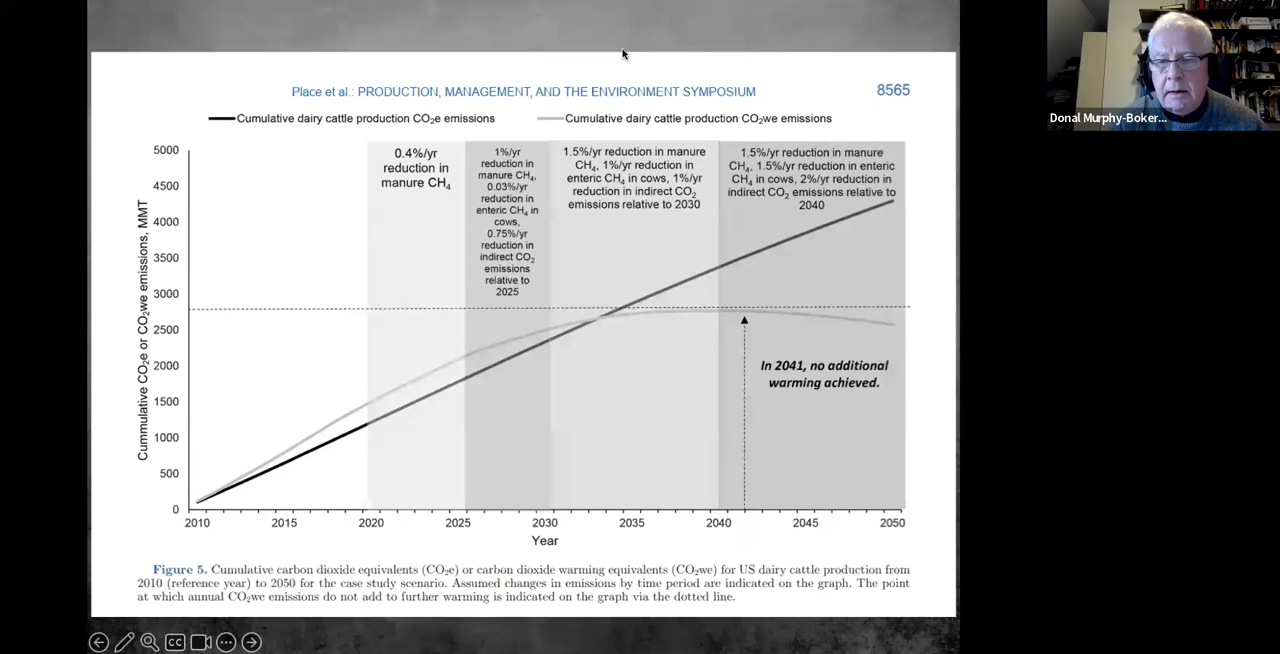 Place et al.: PRODUCTION, MANAGEMENT, AND THE ENVIRONMENT SYMPOSIUM
8565
Cumulative dairy cattle production CO₂e emissions
Cumulative dairy cattle production CO₂we emissions
Cummulative CO₂e or CO₂we emissions, MMT
5000
4500
4000
3500
3000
2500
2000
1500
1000
500
0
0.4%/yr
reduction in
manure CH₄
1%/yr
reduction in
manure CH₄,
0.03%/yr
reduction in
enteric CH₄ in
cows,
0.75%/yr
reduction in
indirect CO₂
emissions
relative to
2025
1.5%/yr reduction in manure
CH₄, 1%/yr reduction in
enteric CH₄ in cows, 1%/yr
reduction in indirect CO₂
emissions relative to 2030
1.5%/yr reduction in manure
CH₄, 1.5%/yr reduction in enteric
CH₄ in cows, 2%/yr reduction in
indirect CO₂ emissions relative to
2040
In 2041, no additional
warming achieved.
2010 2015 2020 2025 2030 2035 2040 2045 2050
Year
Figure 5. Cumulative carbon dioxide equivalents (CO₂e) or carbon dioxide warming equivalents (CO₂we) for US dairy cattle production from
2010 (reference year) to 2050 for the case study scenario. Assumed changes in emissions by time period are indicated on the graph. The point
at which annual CO₂we emissions do not add to further warming is indicated on the graph via the dotted line.
CC
Donal Murphy-Boker...